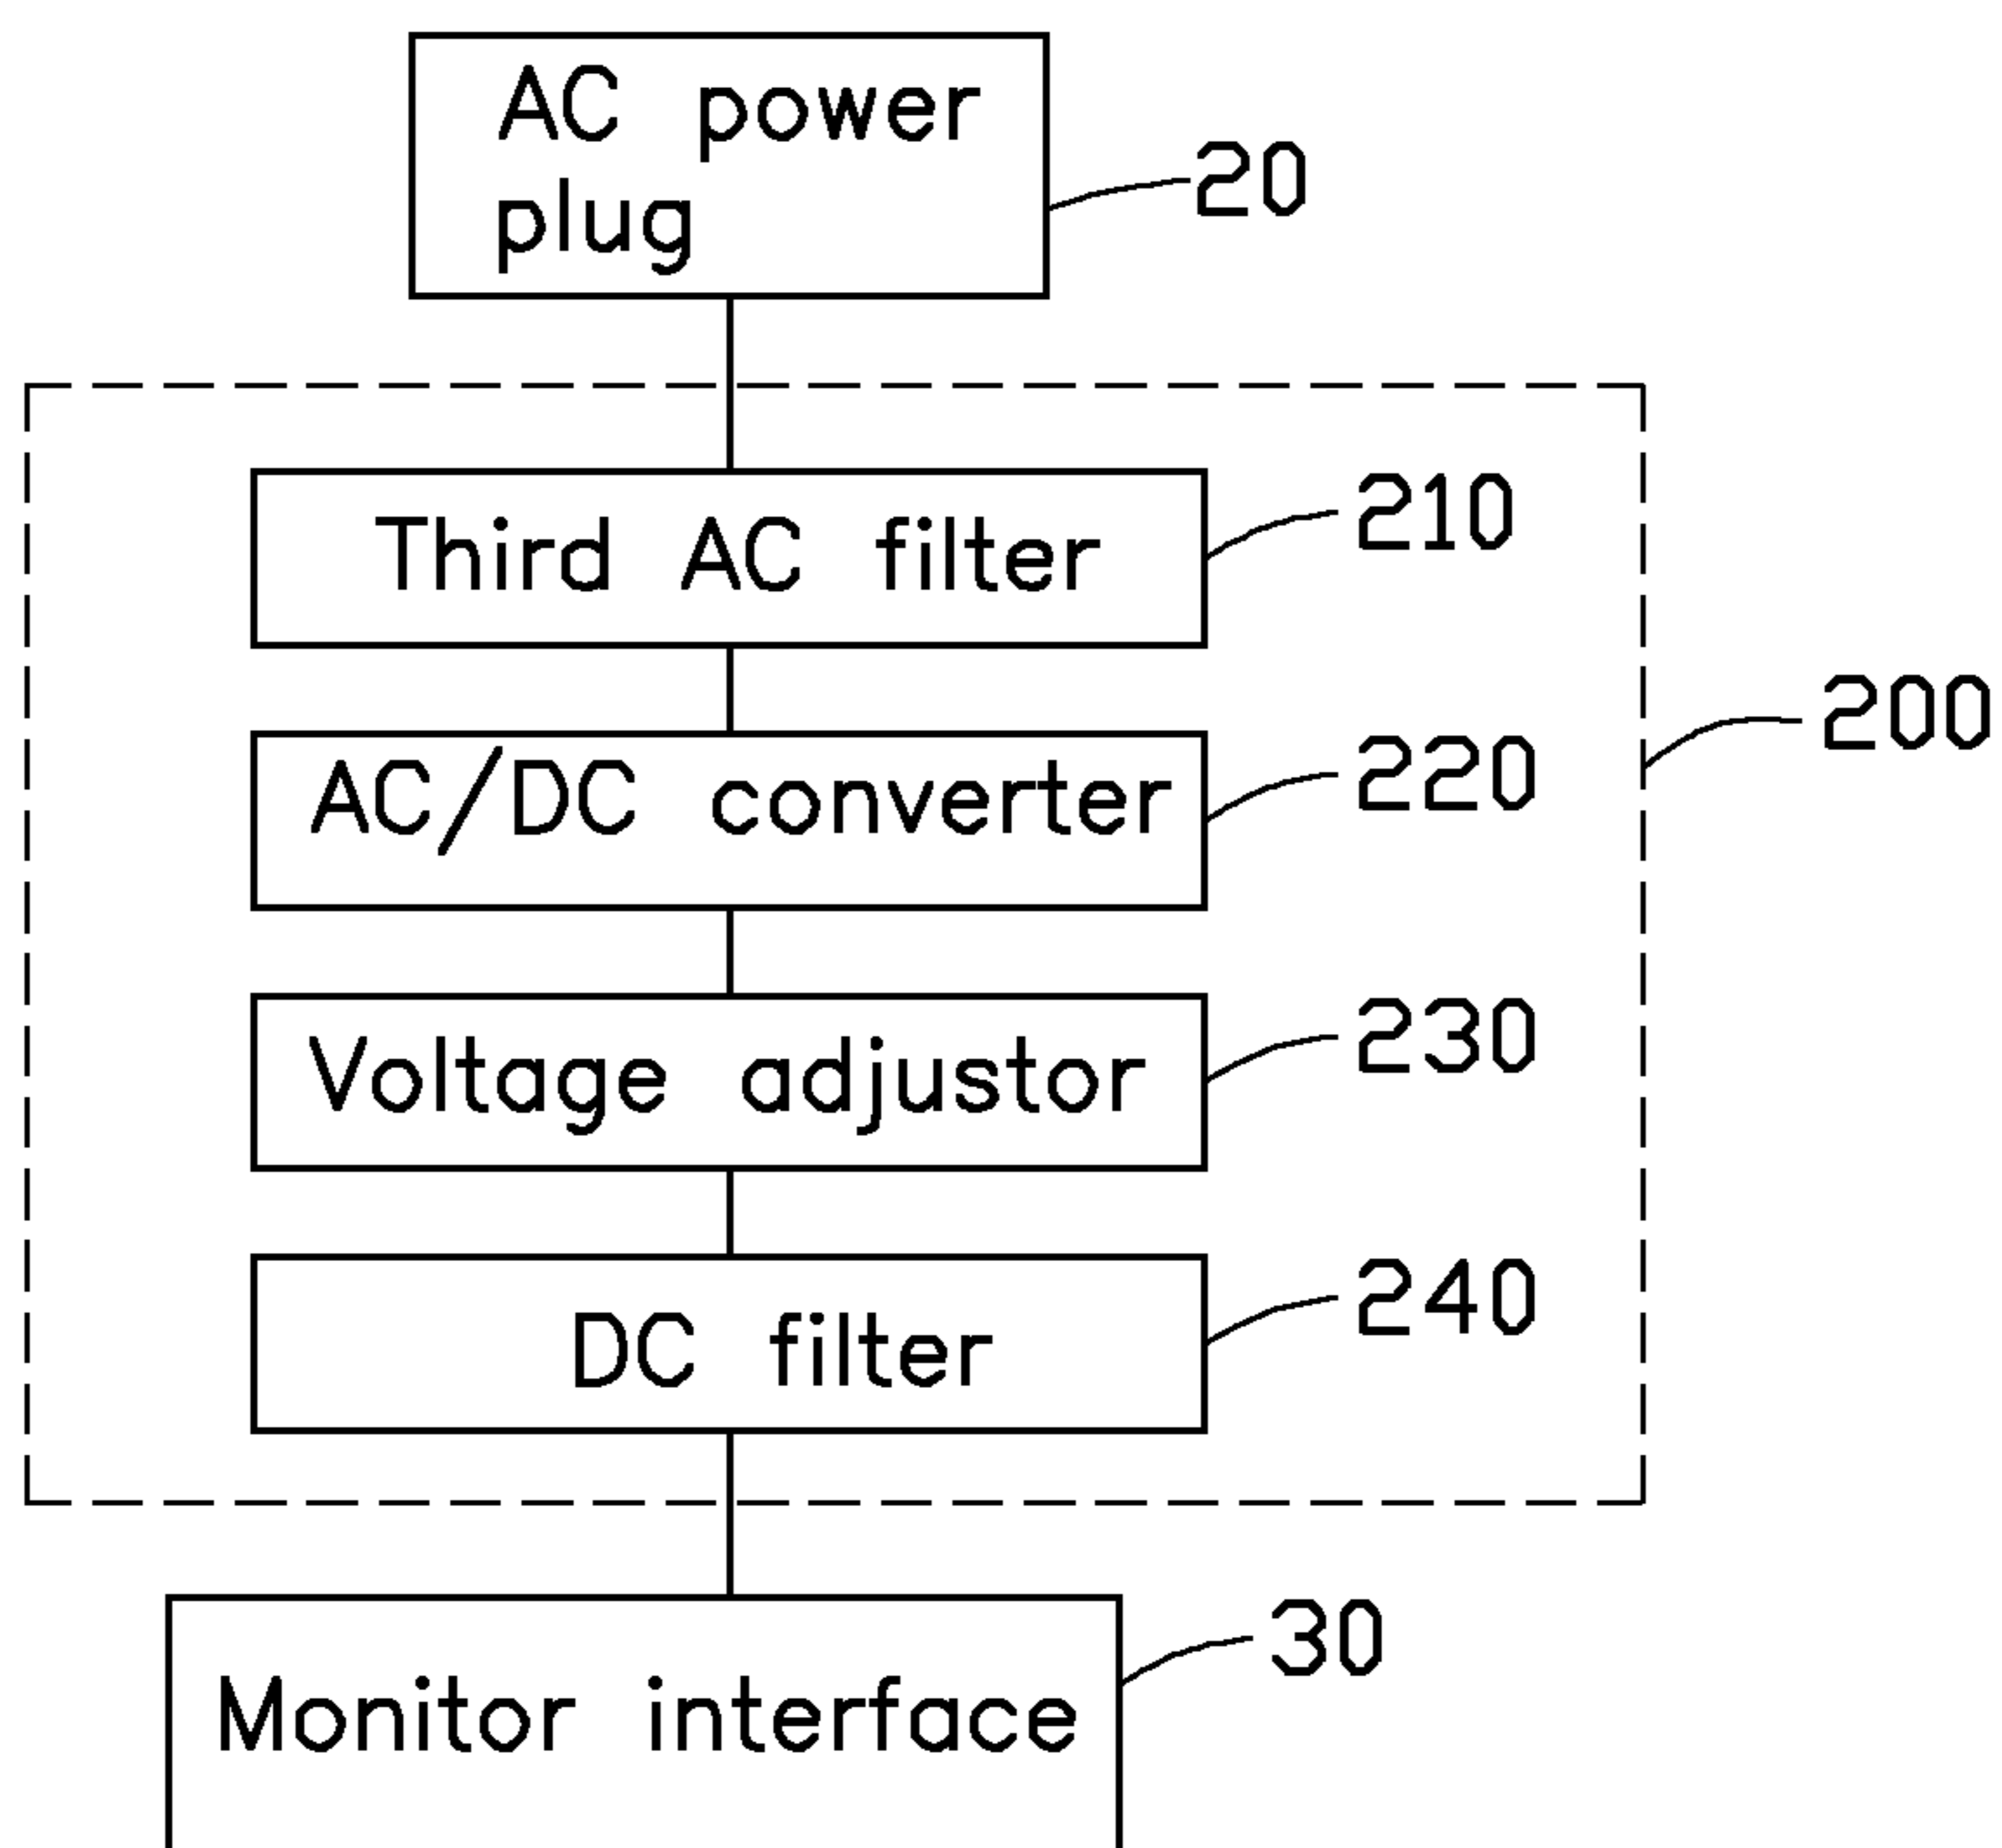 AC power
plug
20
Third AC filter
210
200
AC/DC converter
220
Voltage adjustor
230
DC filter
240
30
Monitor interface